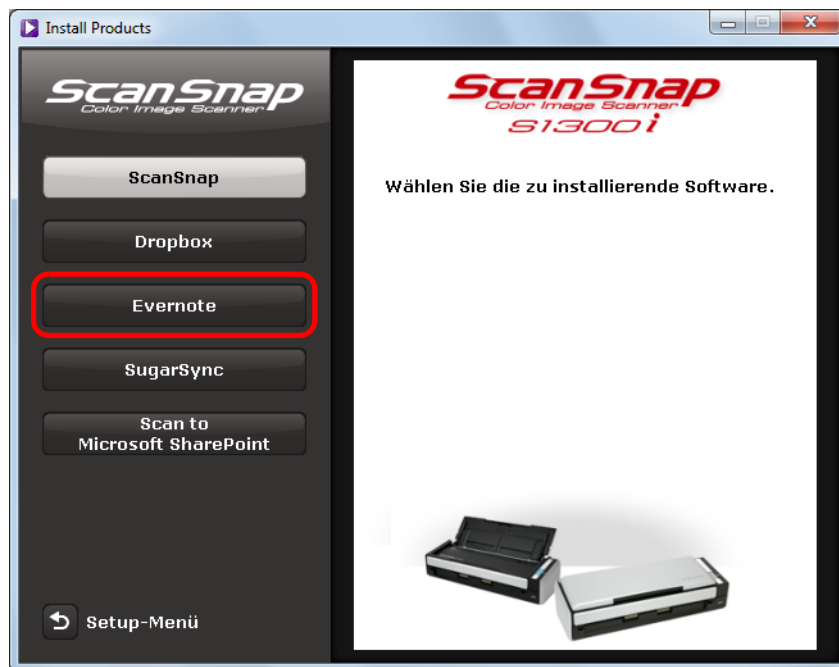 Install Products
ScanSnap
Color Image Scanner
ScanSnap
Dropbox
Evernote
SugarSync
Scan to
Microsoft SharePoint
Setup-Menü
ScanSnap
Color Image Scanner
S1300i
Wählen Sie die zu installierende Software.